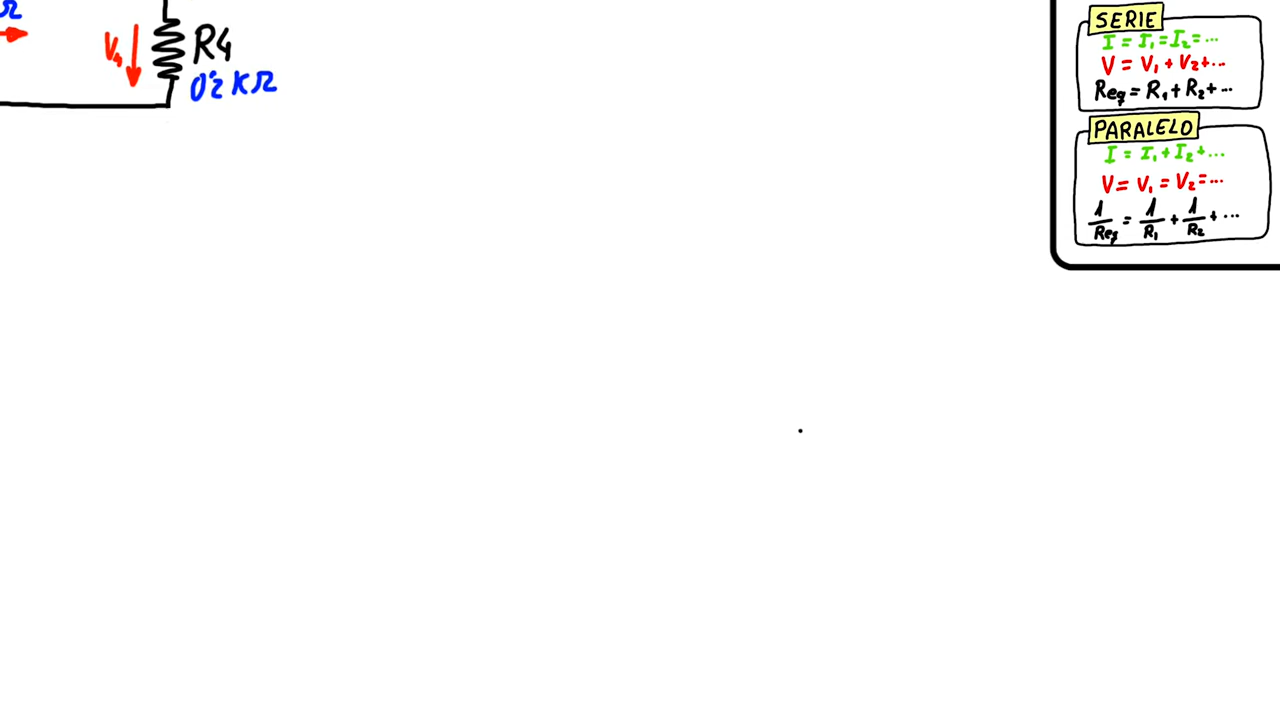 Ω
V₄
R4
0'2 KΩ
SERIE
I = I₁ = I₂ = ...
V = V₁ + V₂ + ...
Req = R₁ + R₂ + ...
PARALELO
I = I₁ + I₂ + ...
V = V₁ = V₂ = ...
1/Req = 1/R₁ + 1/R₂ + ...